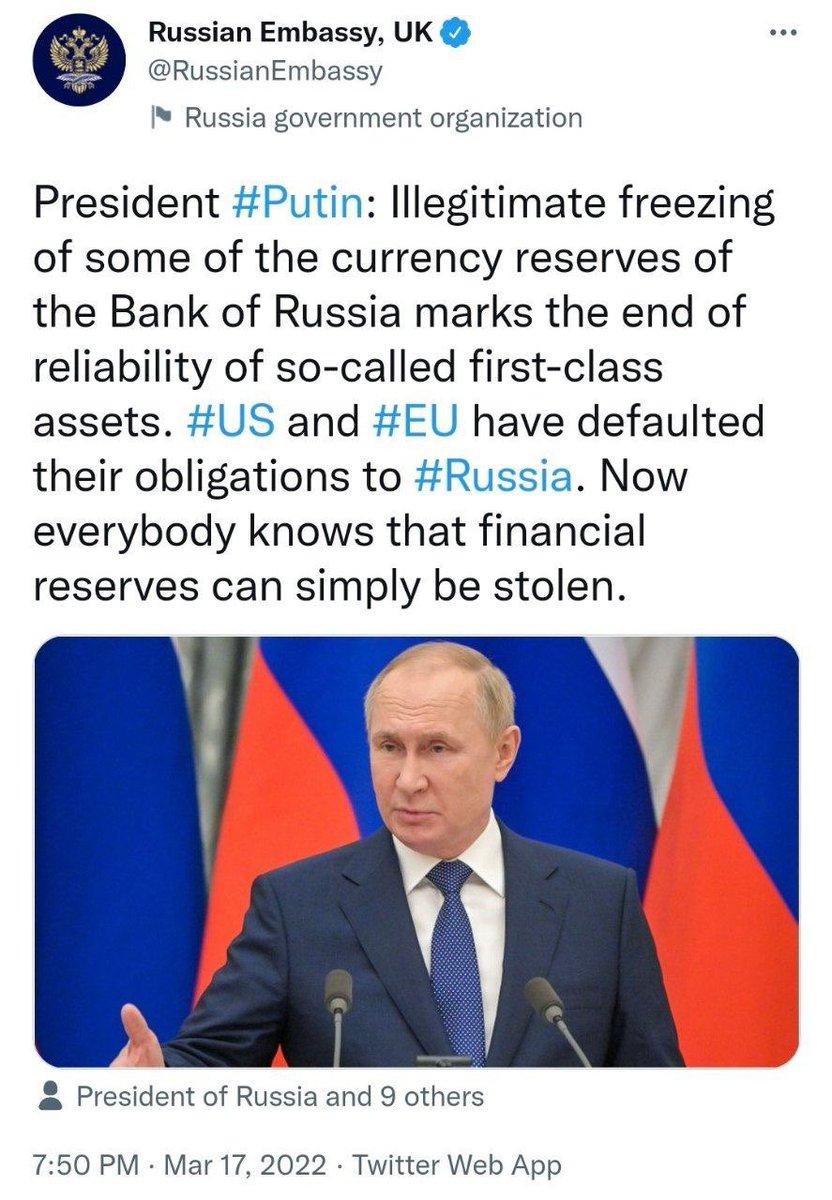 Russian Embassy, UK
@RussianEmbassy
Russia government organization
President #Putin: Illegitimate freezing
of some of the currency reserves of
the Bank of Russia marks the end of
reliability of so-called first-class
assets. #US and #EU have defaulted
their obligations to #Russia. Now
everybody knows that financial
reserves can simply be stolen.
President of Russia and 9 others
7:50 PM · Mar 17, 2022 · Twitter Web App